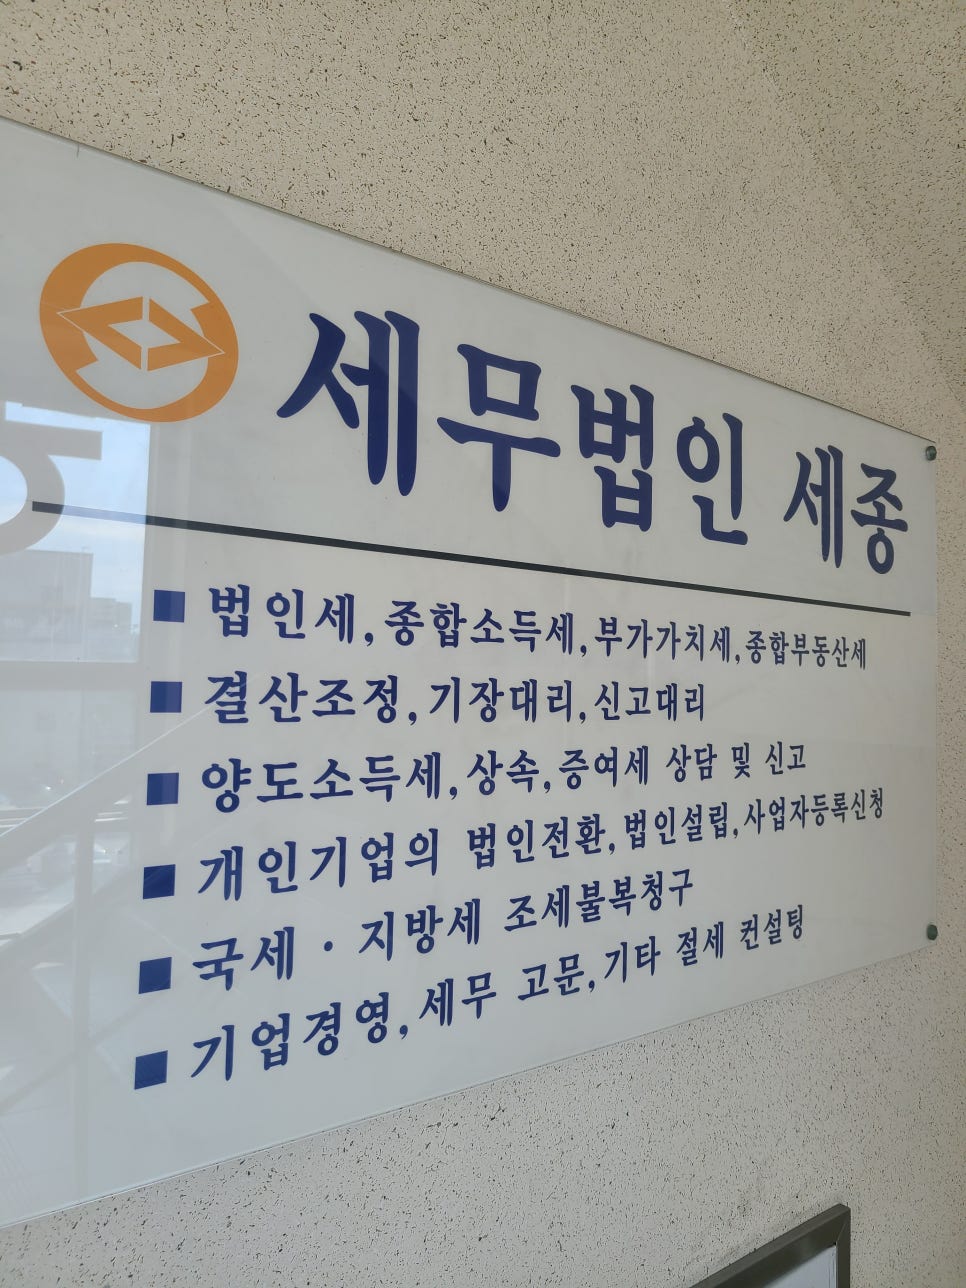 세무법인 세종
■ 법인세, 종합소득세, 부가가치세, 종합부동산세
■ 결산조정, 기장대리, 신고대리
■ 양도소득세, 상속, 증여세 상담 및 신고
■ 개인기업의 법인전환, 법인설립, 사업자등록신청
■ 국세 · 지방세 조세불복청구
■ 기업경영, 세무 고문, 기타 절세 컨설팅